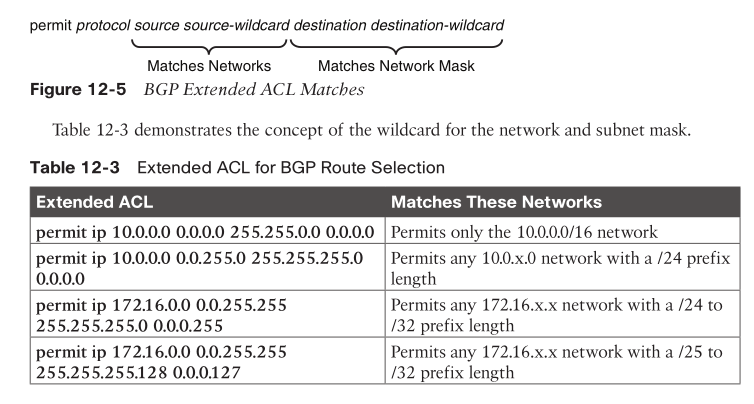 permit protocol source source-wildcard destination destination-wildcard
Matches Networks Matches Network Mask
Figure 12-5 BGP Extended ACL Matches
Table 12-3 demonstrates the concept of the wildcard for the network and subnet mask.
Table 12-3 Extended ACL for BGP Route Selection
Extended ACL Matches These Networks
permit ip 10.0.0.0 0.0.0.0 255.255.0.0 0.0.0.0 Permits only the 10.0.0.0/16 network
permit ip 10.0.0.0 0.0.255.0 255.255.255.0
0.0.0.0
Permits any 10.0.x.0 network with a /24 prefix
length
permit ip 172.16.0.0 0.0.255.255
255.255.255.0 0.0.0.255
Permits any 172.16.x.x network with a /24 to
/32 prefix length
permit ip 172.16.0.0 0.0.255.255
255.255.255.128 0.0.0.127
Permits any 172.16.x.x network with a /25 to
/32 prefix length